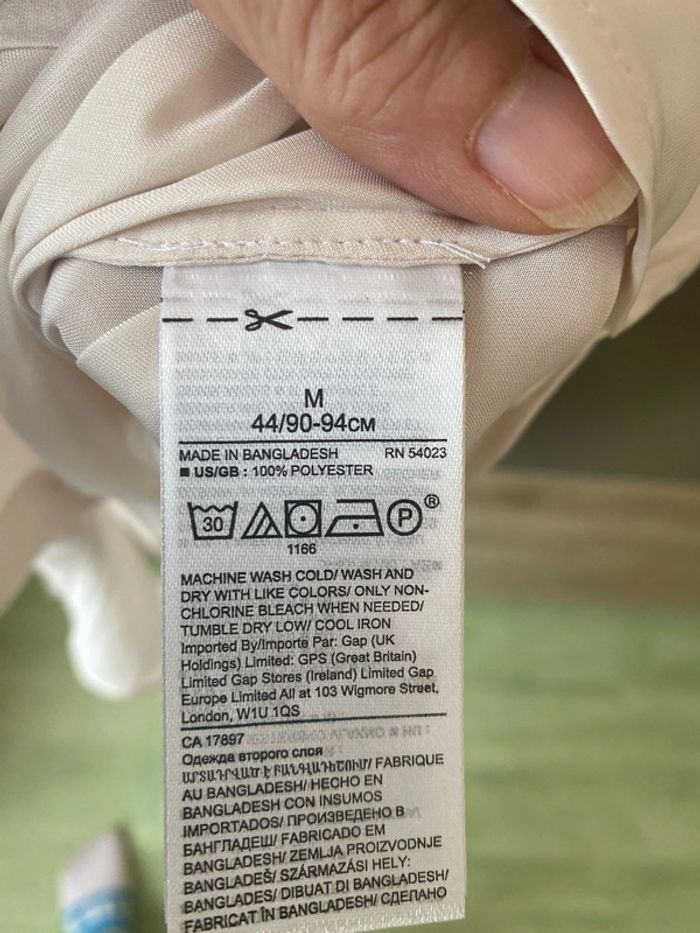 M
44/90-94CM
MADE IN BANGLADESH RN 54023
■ US/GB : 100% POLYESTER
30 P ®
1166
MACHINE WASH COLD/ WASH AND
DRY WITH LIKE COLORS/ ONLY NON-
CHLORINE BLEACH WHEN NEEDED/
TUMBLE DRY LOW/ COOL IRON
Imported By/Importe Par: Gap (UK
Holdings) Limited: GPS (Great Britain)
Limited Gap Stores (Ireland) Limited Gap
Europe Limited All at 103 Wigmore Street,
London, W1U 1QS
CA 17897
Одежда второго слоя
ԱՐՏԱԴՐՎԱԾ Է ԲԱՆԳԼԱԴԵՇՈՒՄ/ FABRIQUE
AU BANGLADESH/ HECHO EN
BANGLADESH CON INSUMOS
IMPORTADOS/ ПРОИЗВЕДЕНО В
БАНГЛАДЕШ/ FABRICADO EM
BANGLADESH/ ZEMLJA PROIZVODNJE
BANGLADEŠ/ SZÁRMAZÁSI HELY:
BANGLADES/ DIBUAT DI BANGLADESH/
FABRICAT ÎN BANGLADESH/ СДЕЛАНО